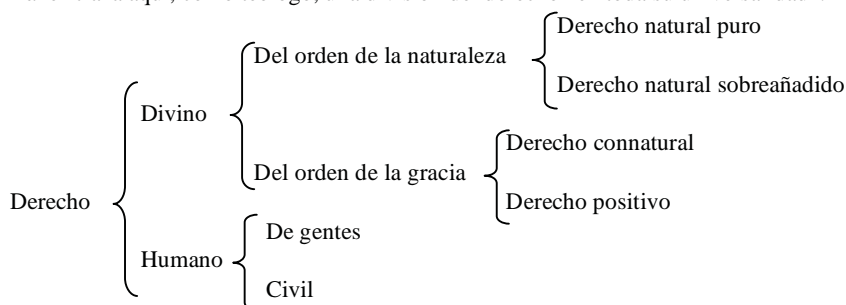 Derecho natural puro
Del orden de la naturaleza
Derecho natural sobreañadido
Divino
Derecho connatural
Del orden de la gracia
Derecho
Derecho positivo
De gentes
Humano
Civil